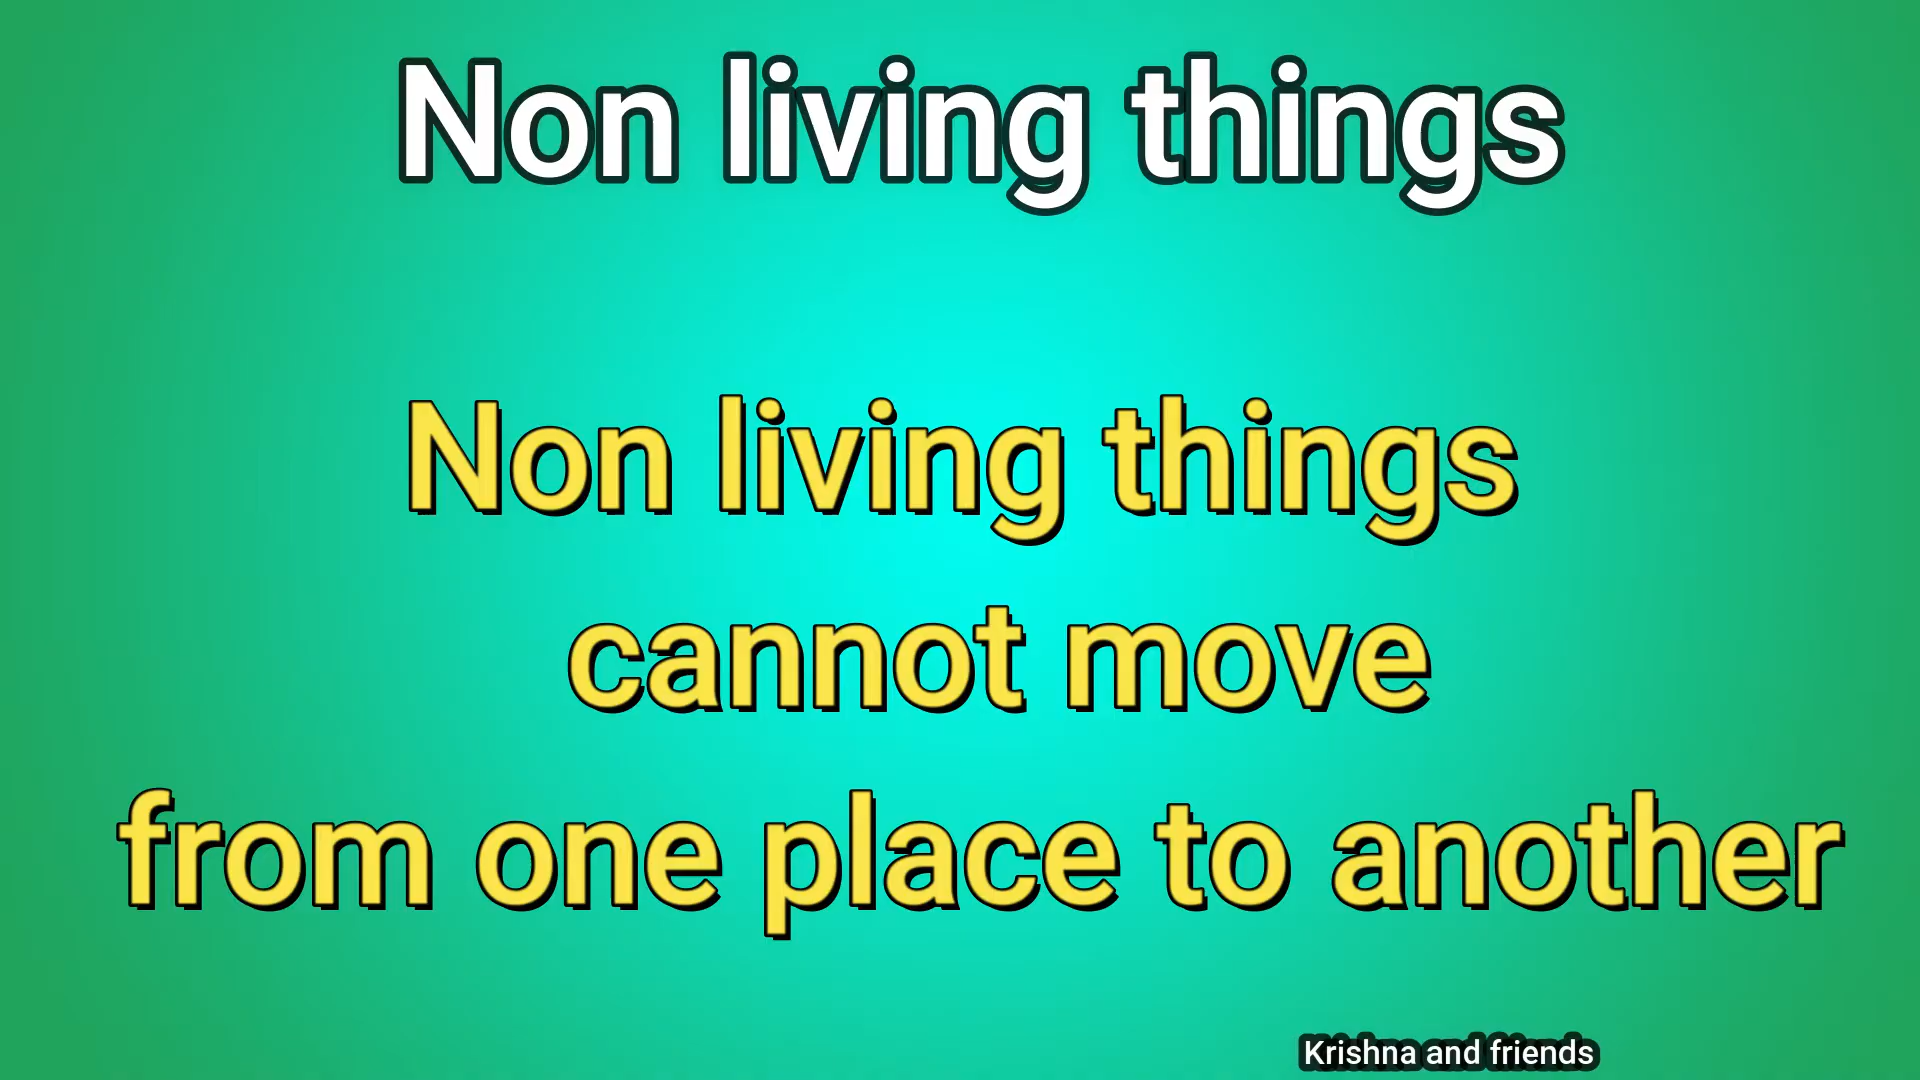 Non living things
Non living things
cannot move
from one place to another
Krishna and friends